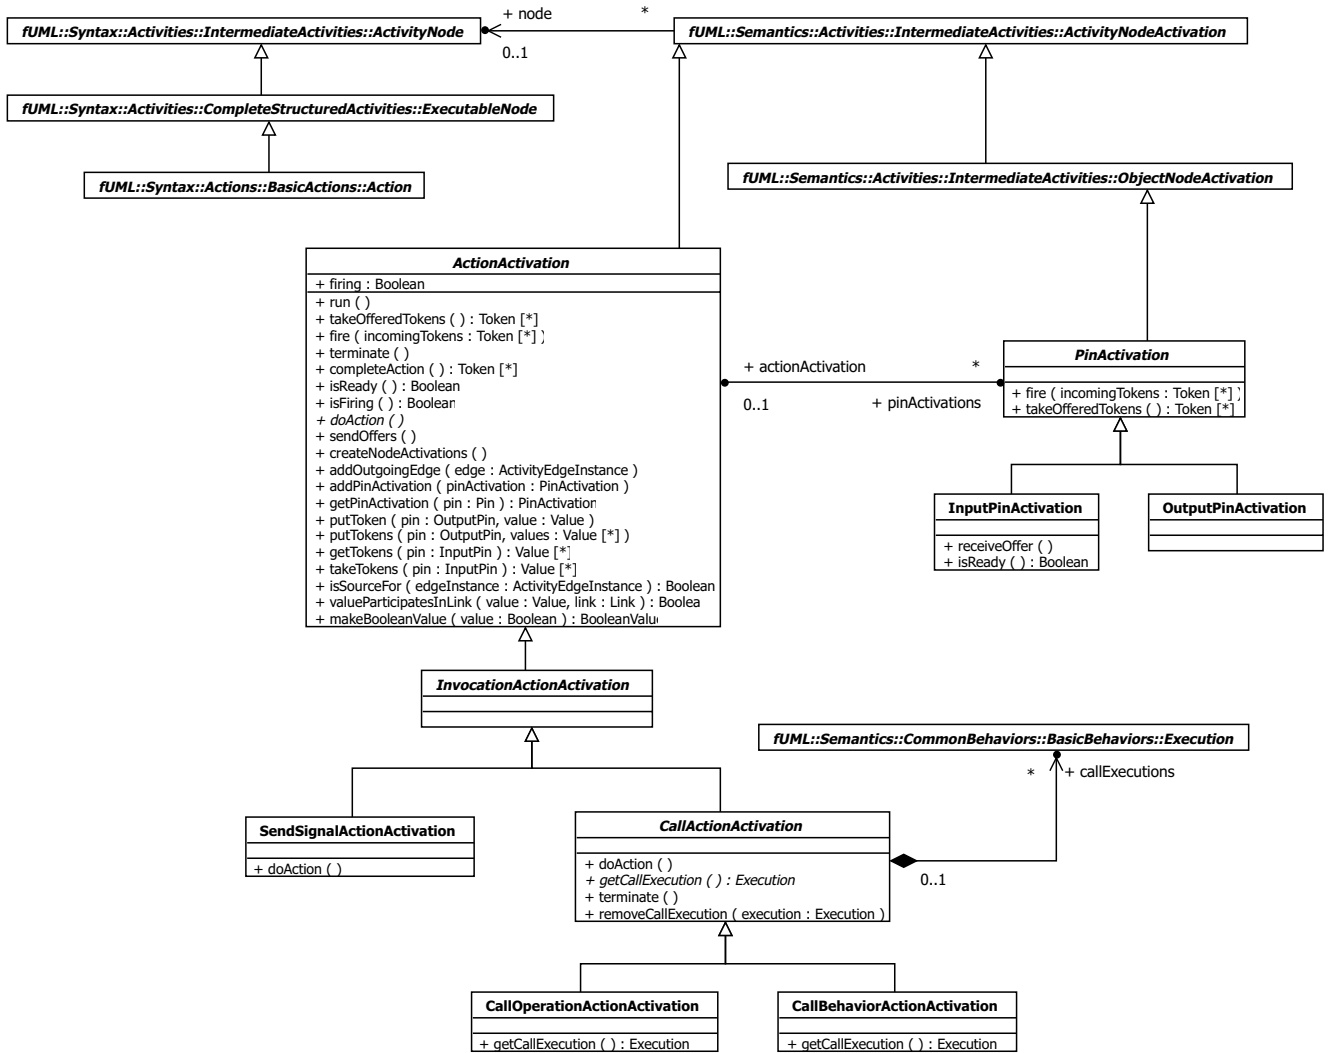 + node
*
fUML::Syntax::Activities::IntermediateActivities::ActivityNode
fUML::Semantics::Activities::IntermediateActivities::ActivityNodeActivation
0..1
fUML::Syntax::Activities::CompleteStructuredActivities::ExecutableNode
fUML::Syntax::Actions::BasicActions::Action
fUML::Semantics::Activities::IntermediateActivities::ObjectNodeActivation
ActionActivation
+ firing : Boolean
+ run ( )
+ takeOfferedTokens ( ) : Token [*]
+ fire ( incomingTokens : Token [*] )
+ terminate ( )
+ completeAction ( ) : Token [*]
+ isReady ( ) : Boolean
+ isFiring ( ) : Boolean
+ doAction ( )
+ sendOffers ( )
+ createNodeActivations ( )
+ addOutgoingEdge ( edge : ActivityEdgeInstance )
+ addPinActivation ( pinActivation : PinActivation )
+ getPinActivation ( pin : Pin ) : PinActivation
+ putToken ( pin : OutputPin, value : Value )
+ putTokens ( pin : OutputPin, values : Value [*] )
+ getTokens ( pin : InputPin ) : Value [*]
+ takeTokens ( pin : InputPin ) : Value [*]
+ isSourceFor ( edgeInstance : ActivityEdgeInstance ) : Boolean
+ valueParticipatesInLink ( value : Value, link : Link ) : Boolea
+ makeBooleanValue ( value : Boolean ) : BooleanValu
+ actionActivation
*
0..1
+ pinActivations
PinActivation
+ fire ( incomingTokens : Token [*] )
+ takeOfferedTokens ( ) : Token [*]
InputPinActivation
+ receiveOffer ( )
+ isReady ( ) : Boolean
OutputPinActivation
InvocationActionActivation
fUML::Semantics::CommonBehaviors::BasicBehaviors::Execution
*
+ callExecutions
SendSignalActionActivation
+ doAction ( )
CallActionActivation
+ doAction ( )
+ getCallExecution ( ) : Execution
+ terminate ( )
+ removeCallExecution ( execution : Execution )
0..1
CallOperationActionActivation
+ getCallExecution ( ) : Execution
CallBehaviorActionActivation
+ getCallExecution ( ) : Execution